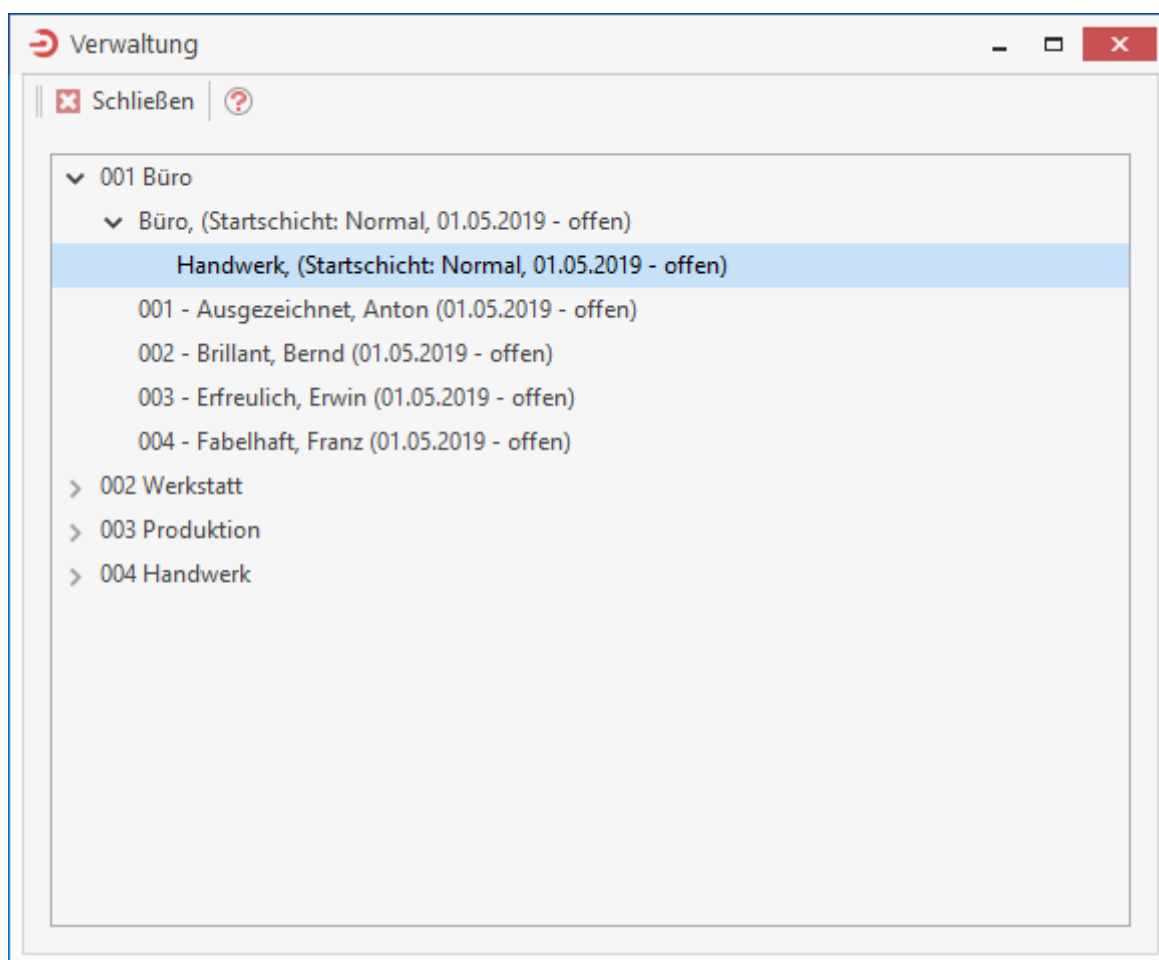 Verwaltung
Schließen
001 Büro
Büro, (Startschicht: Normal, 01.05.2019 - offen)
Handwerk, (Startschicht: Normal, 01.05.2019 - offen)
001 - Ausgezeichnet, Anton (01.05.2019 - offen)
002 - Brillant, Bernd (01.05.2019 - offen)
003 - Erfreulich, Erwin (01.05.2019 - offen)
004 - Fabelhaft, Franz (01.05.2019 - offen)
002 Werkstatt
003 Produktion
004 Handwerk